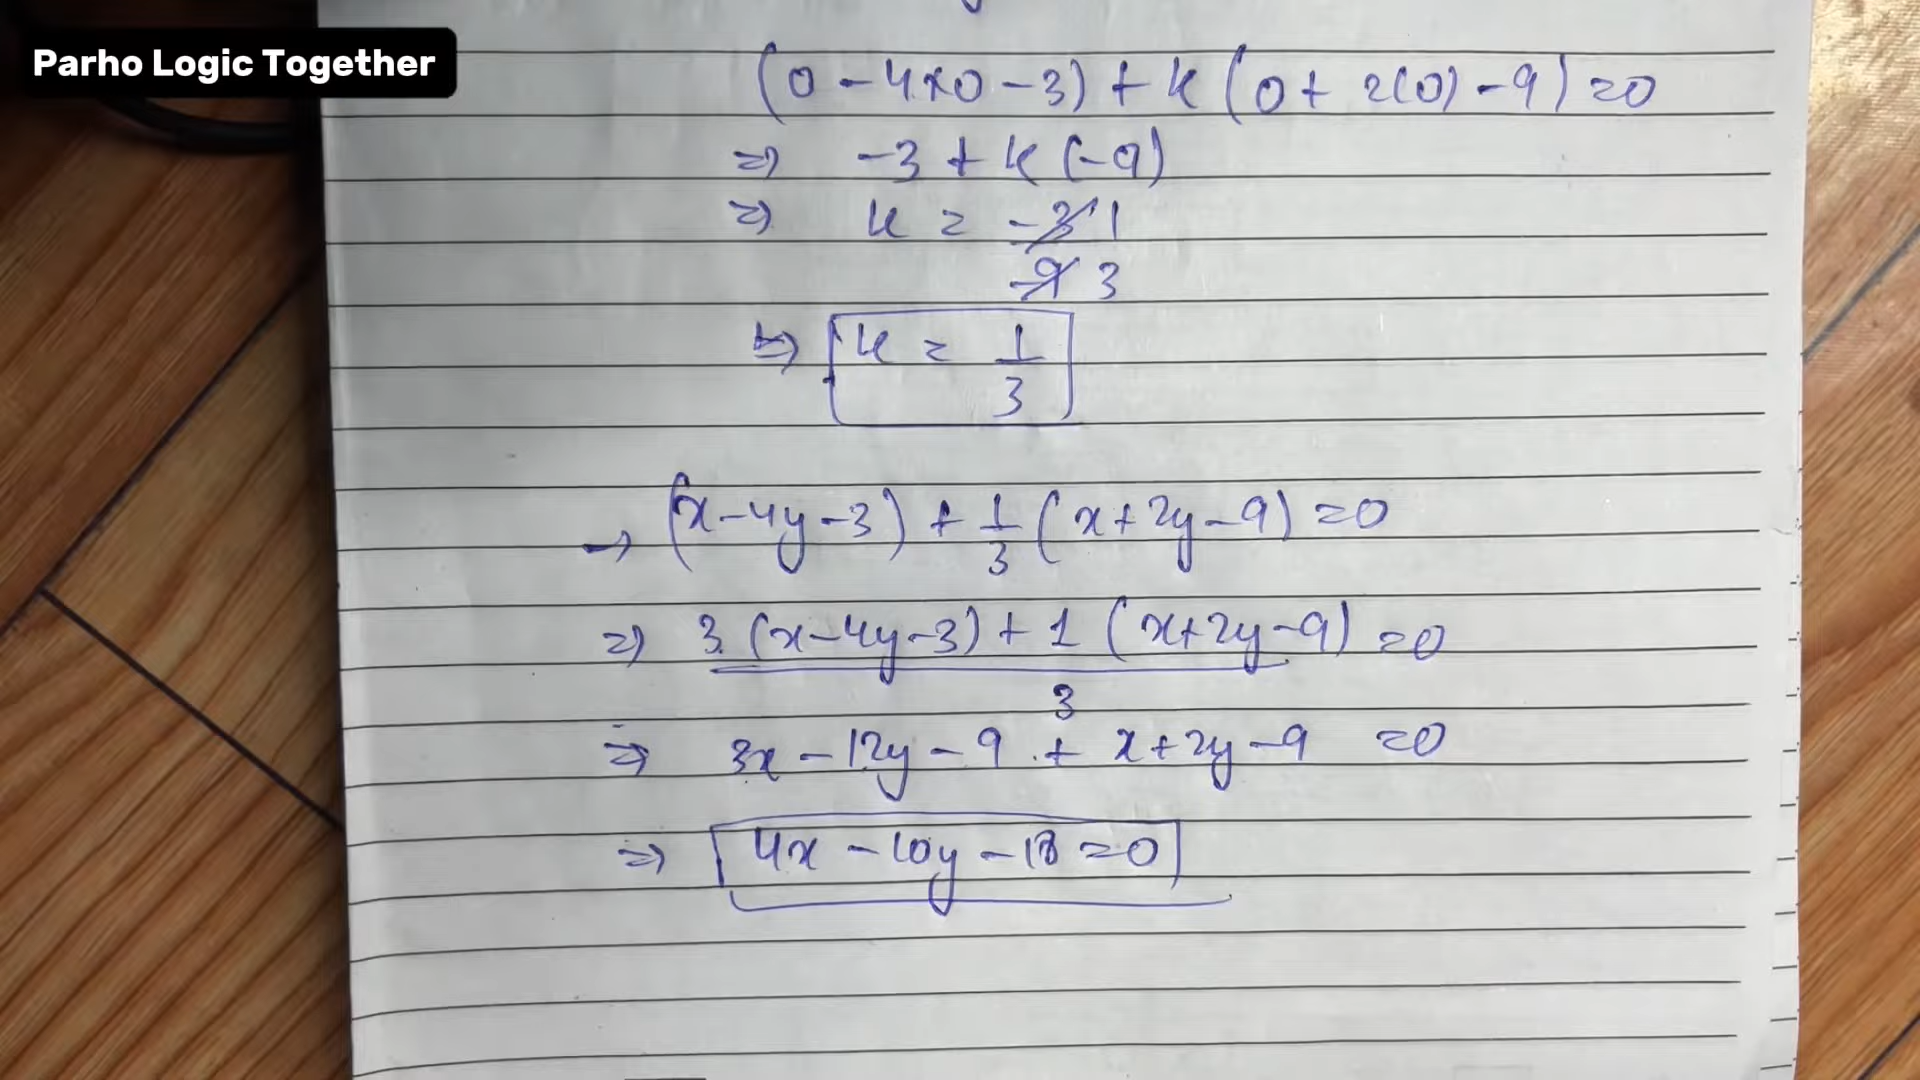 Parho Logic Together
(0 - 4x0 - 3) + k (0 + 2(0) - 9) = 0
⇒ -3 + k (-9)
⇒ k = -3 1
-9 3
⇒ k = 1
3
→ (x - 4y - 3) + 1/3 (x + 2y - 9) = 0
⇒ 3 (x - 4y - 3) + 1 (x + 2y - 9) = 0
3
⇒ 3x - 12y - 9 + x + 2y - 9 = 0
⇒ 4x - 10y - 18 = 0